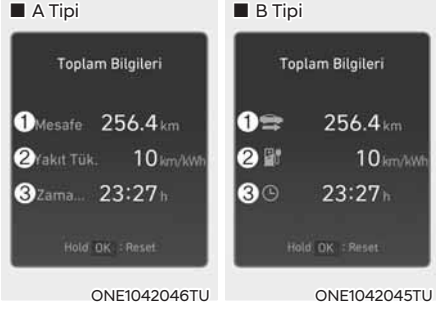 ■ A Tipi
Toplam Bilgileri
① Mesafe 256.4 km
② Yakıt Tük. 10 km/kWh
③ Zama... 23:27 h
Hold OK : Reset
ONE1042046TU
■ B Tipi
Toplam Bilgileri
① 256.4 km
② 10 km/kWh
③ 23:27 h
Hold OK : Reset
ONE1042045TU